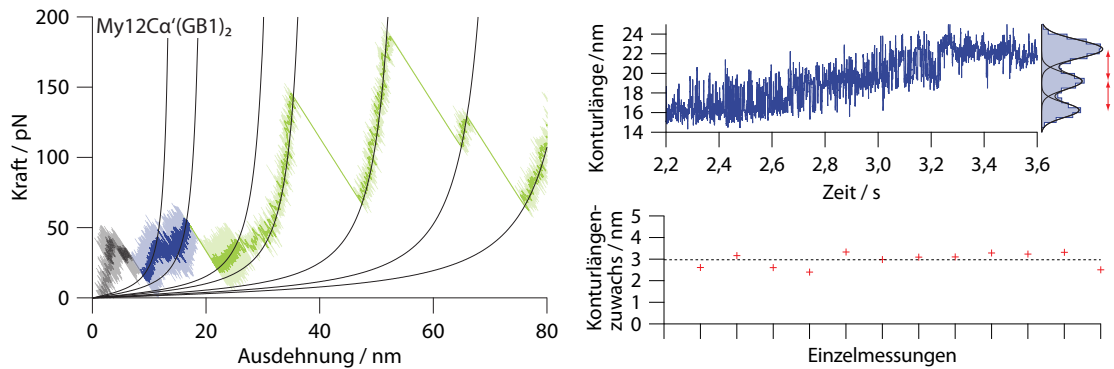 My12Cα‘(GB1)₂
Kraft / pN
200
150
100
50
0
0 20 40 60 80
Ausdehnung / nm
Konturlänge/nm
24
22
20
18
16
14
2,2 2,4 2,6 2,8 3,0 3,2 3,4 3,6
Zeit / s
Konturlängen-
zuwachs / nm
5
4
3
2
1
0
Einzelmessungen